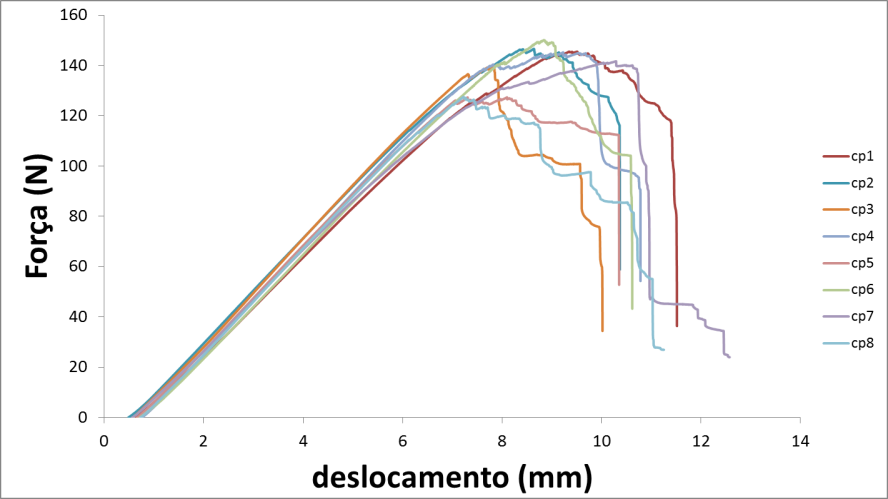 160
140
120
100
80
60
40
20
0
0 2 4 6 8 10 12 14
Força (N)
deslocamento (mm)
cp1
cp2
cp3
cp4
cp5
cp6
cp7
cp8